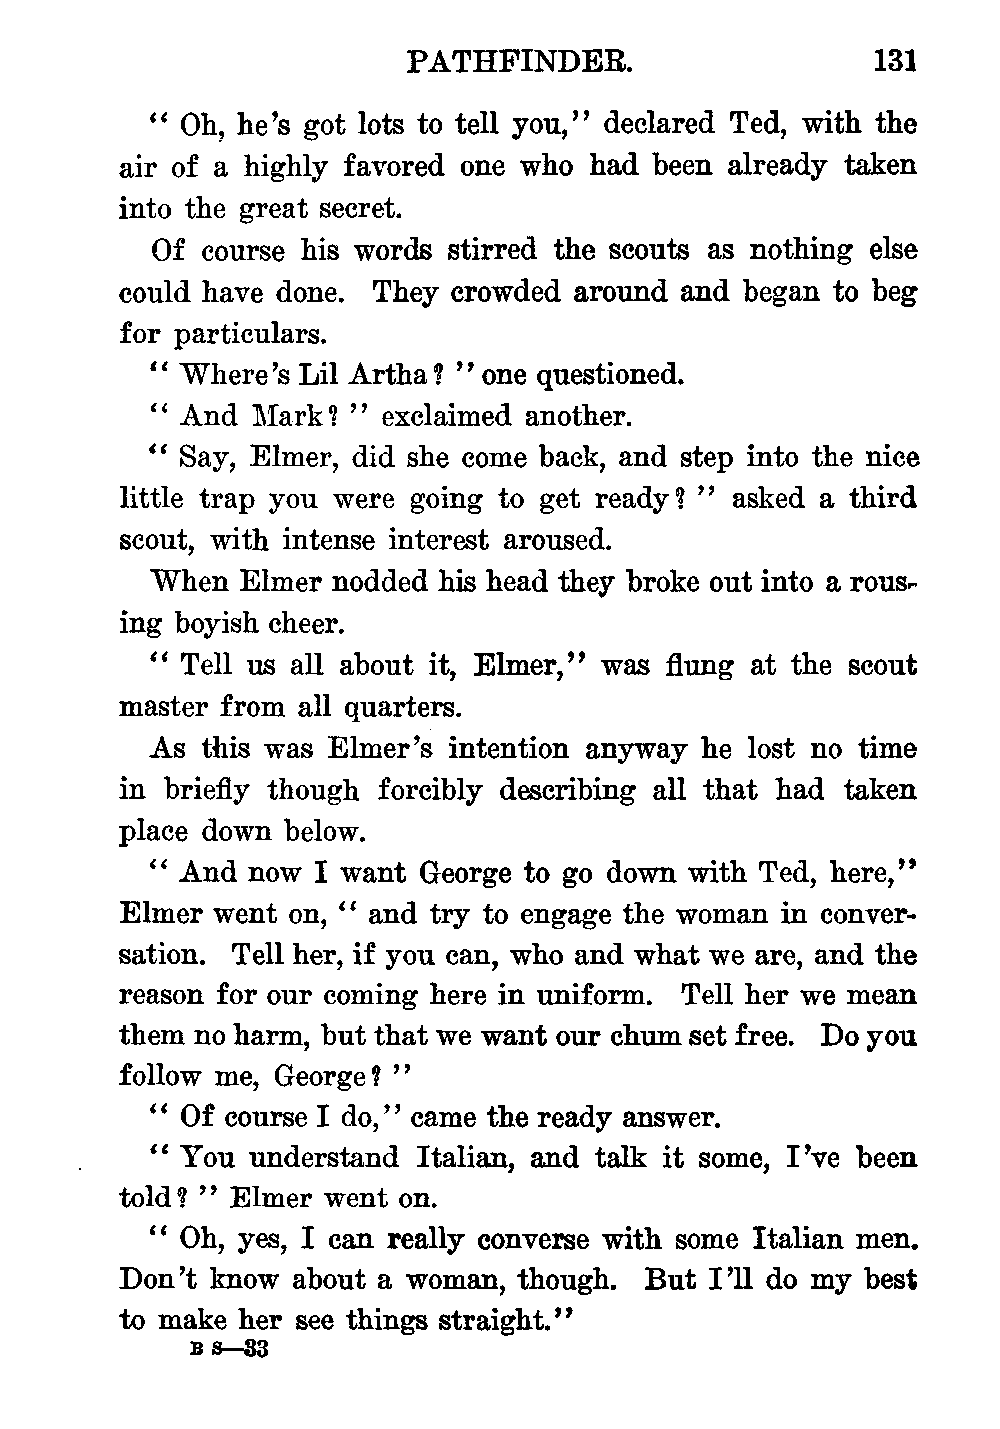 PATHFINDER. 131
“ Oh, he’s got lots to tell you,” declared Ted, with the
air of a highly favored one who had been already taken
into the great secret.
Of course his words stirred the scouts as nothing else
could have done. They crowded around and began to beg
for particulars.
“ Where’s Lil Artha? ” one questioned.
“ And Mark? ” exclaimed another.
“ Say, Elmer, did she come back, and step into the nice
little trap you were going to get ready? ” asked a third
scout, with intense interest aroused.
When Elmer nodded his head they broke out into a rous-
ing boyish cheer.
“ Tell us all about it, Elmer,” was flung at the scout
master from all quarters.
As this was Elmer’s intention anyway he lost no time
in briefly though forcibly describing all that had taken
place down below.
“ And now I want George to go down with Ted, here,”
Elmer went on, “ and try to engage the woman in conver-
sation. Tell her, if you can, who and what we are, and the
reason for our coming here in uniform. Tell her we mean
them no harm, but that we want our chum set free. Do you
follow me, George? ”
“ Of course I do,” came the ready answer.
“ You understand Italian, and talk it some, I’ve been
told? ” Elmer went on.
“ Oh, yes, I can really converse with some Italian men.
Don’t know about a woman, though. But I’ll do my best
to make her see things straight.”
B S—33